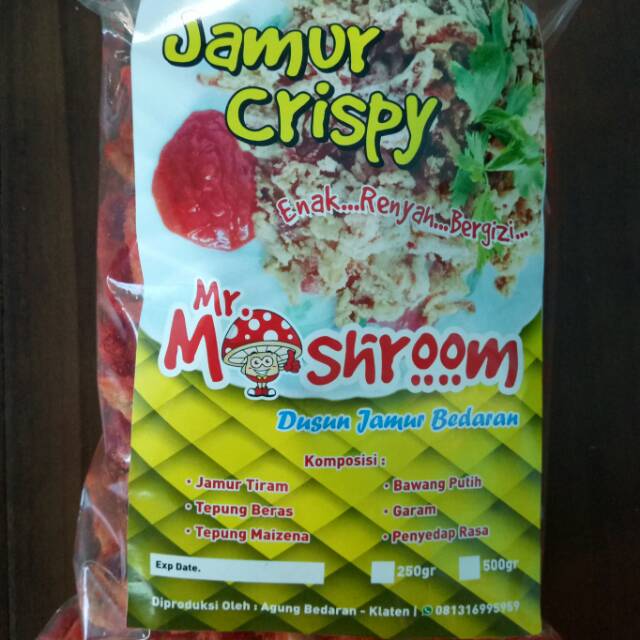 Jamur
Crispy
Enak...Renyah...Bergizi...
Mr.
Mushroom
Dusun Jamur Bedaran
Komposisi :
• Jamur Tiram
• Tepung Beras
• Tepung Maizena
• Bawang Putih
• Garam
• Penyedap Rasa
Exp Date.
250gr
500gr
Diproduksi Oleh : Agung Bedaran - Klaten | 081316995959